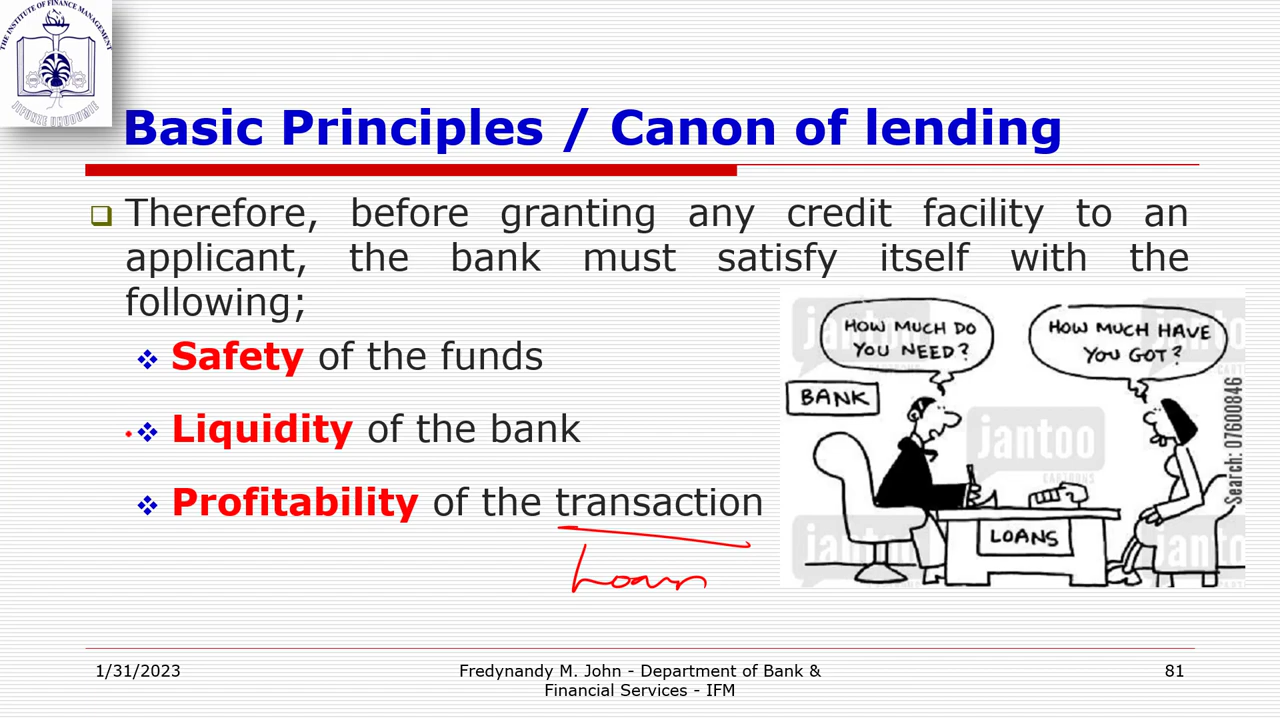 THE INSTITUTE OF FINANCE MANAGEMENT
Basic Principles / Canon of lending
Therefore, before granting any credit facility to an
applicant, the bank must satisfy itself with the
following;
Safety of the funds
Liquidity of the bank
Profitability of the transaction
Loan
HOW MUCH DO
YOU NEED?
HOW MUCH HAVE
YOU GOT?
BANK
LOANS
jantoo
CARTOONS
Search: 07600846
1/31/2023
Fredynandy M. John - Department of Bank &
Financial Services - IFM
81